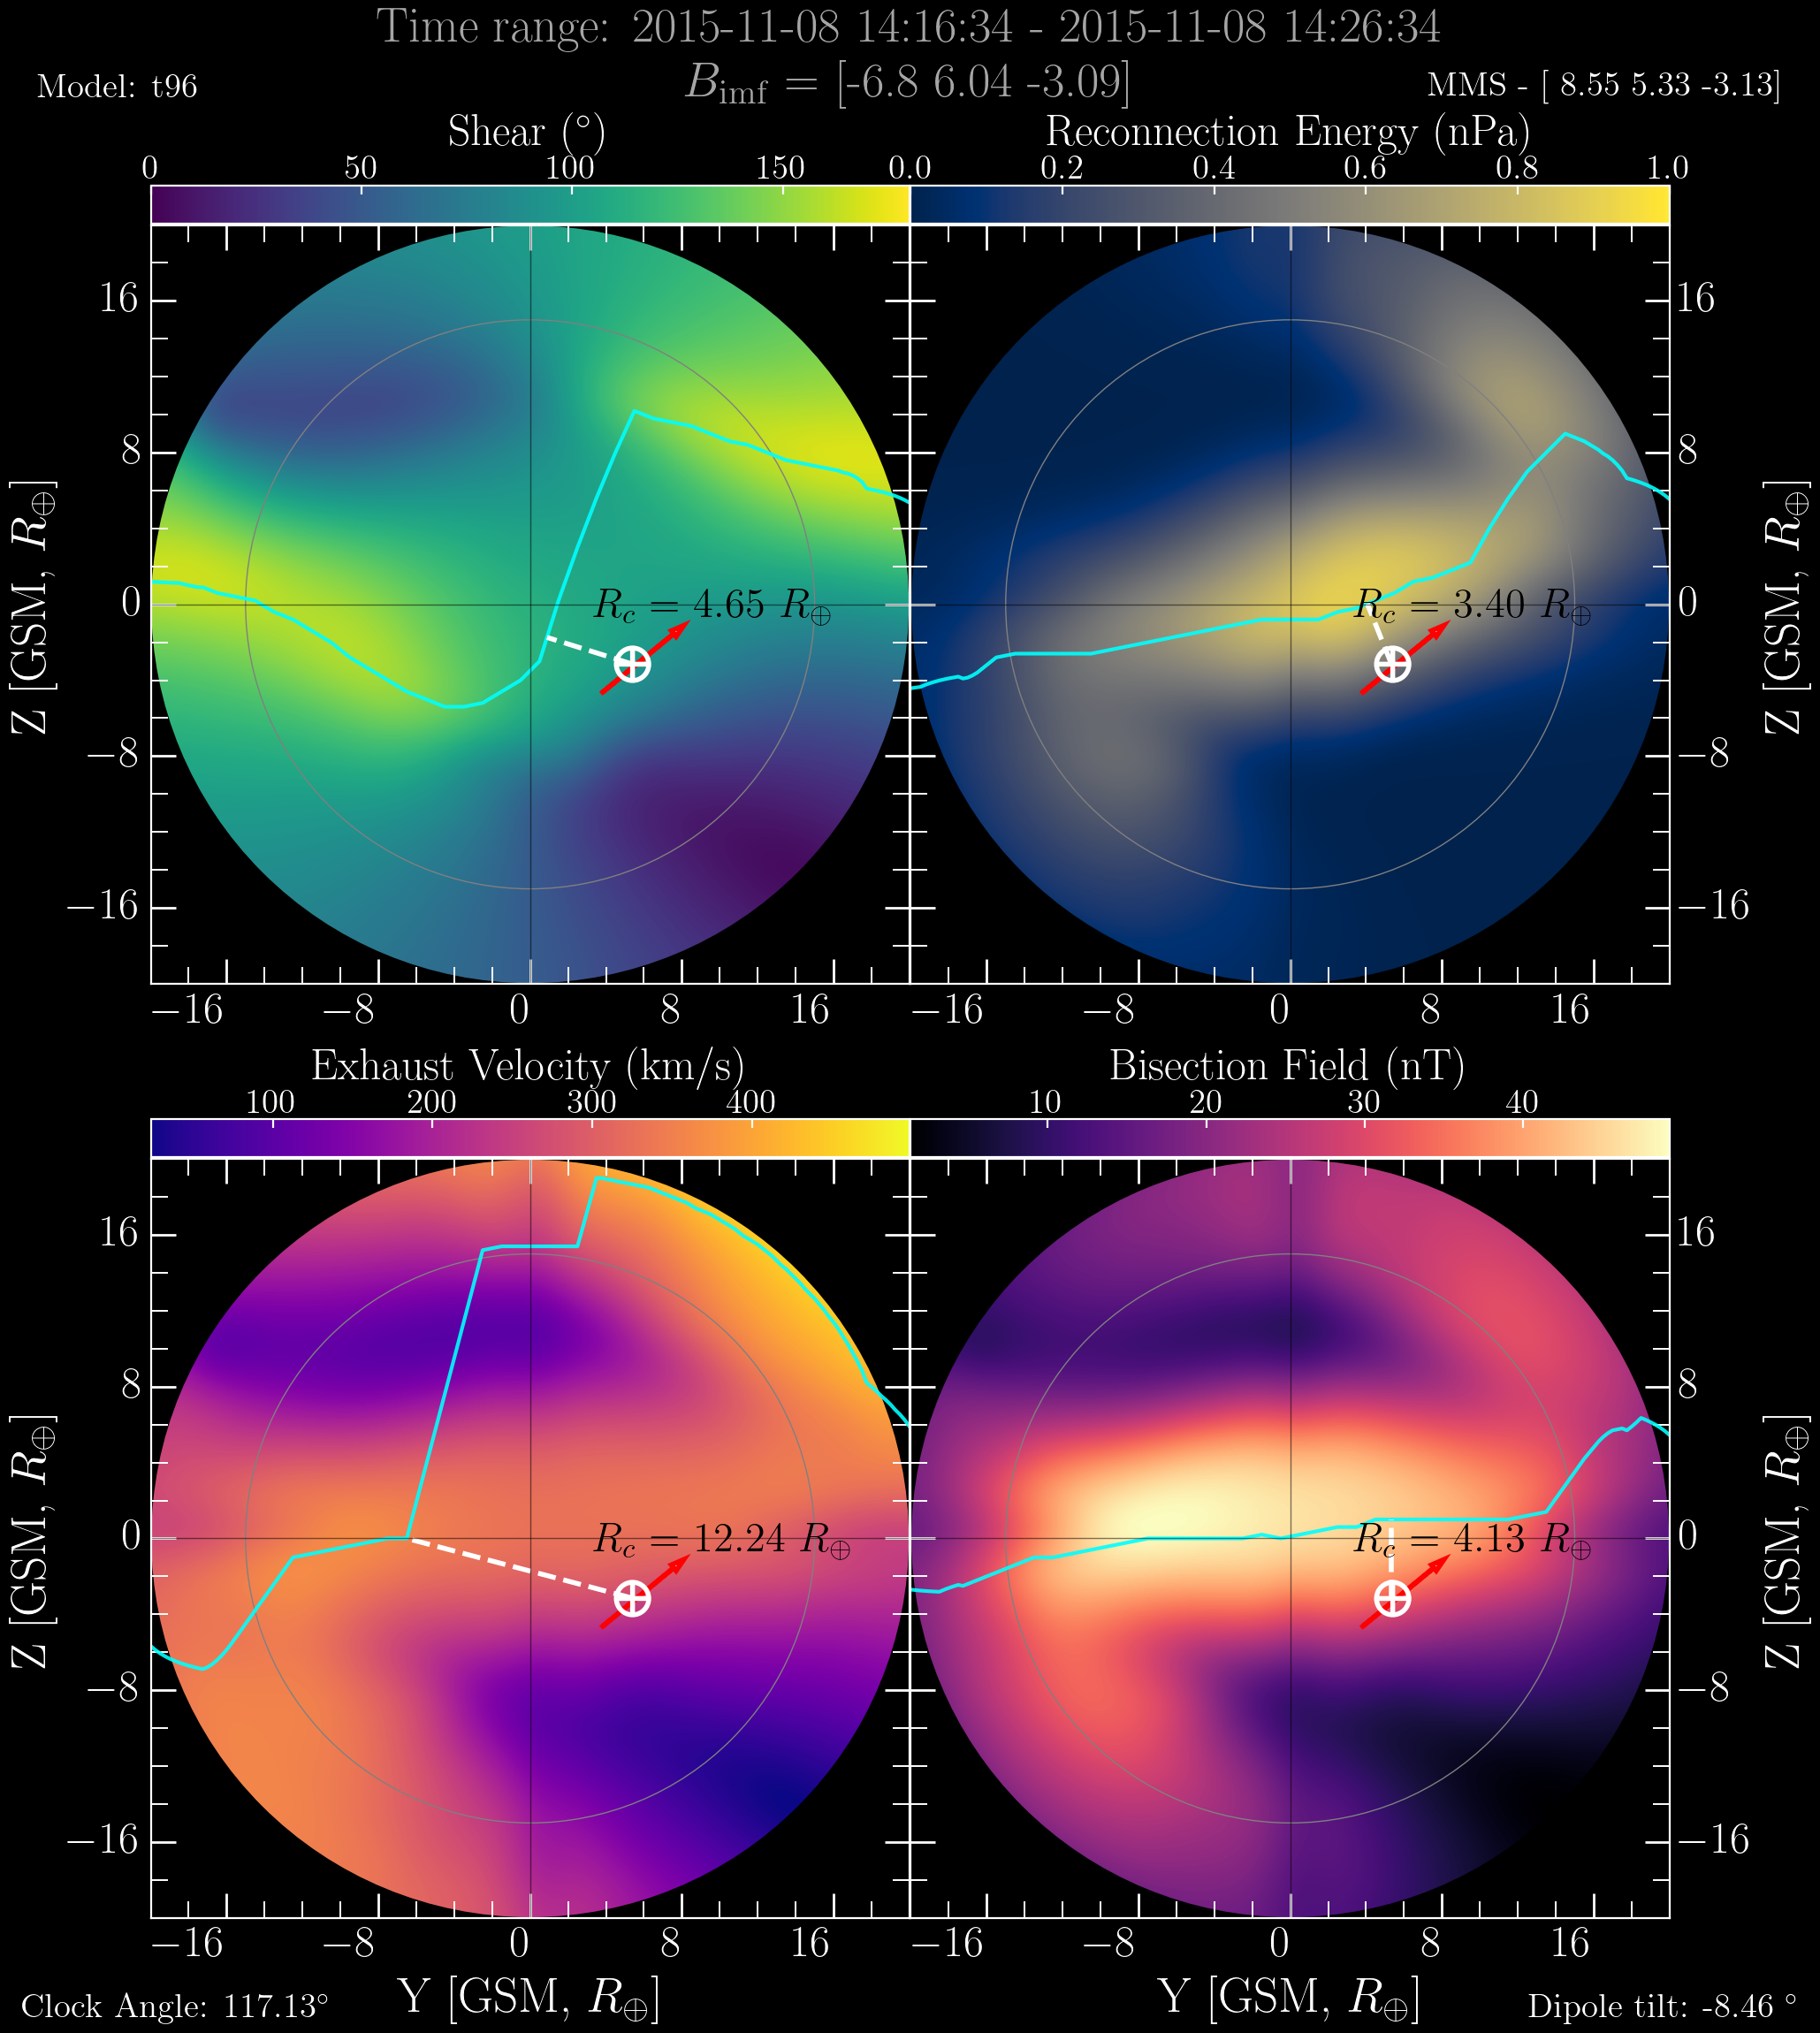 Time range: 2015-11-08 14:16:34 - 2015-11-08 14:26:34
Model: t96
B_imf = [-6.8 6.04 -3.09]
MMS - [ 8.55 5.33 -3.13]
Shear (°)
Reconnection Energy (nPa)
0 50 100 150
0.0 0.2 0.4 0.6 0.8 1.0
16 8 0 −8 −16
Z [GSM, R⊕]
R_c = 4.65 R⊕
R_c = 3.40 R⊕
16 8 0 −8 −16
Z [GSM, R⊕]
−16 −8 0 8 16
−16 −8 0 8 16
Exhaust Velocity (km/s)
Bisection Field (nT)
100 200 300 400
10 20 30 40
16 8 0 −8 −16
Z [GSM, R⊕]
R_c = 12.24 R⊕
R_c = 4.13 R⊕
16 8 0 −8 −16
Z [GSM, R⊕]
−16 −8 0 8 16
−16 −8 0 8 16
Y [GSM, R⊕]
Y [GSM, R⊕]
Clock Angle: 117.13°
Dipole tilt: -8.46 °